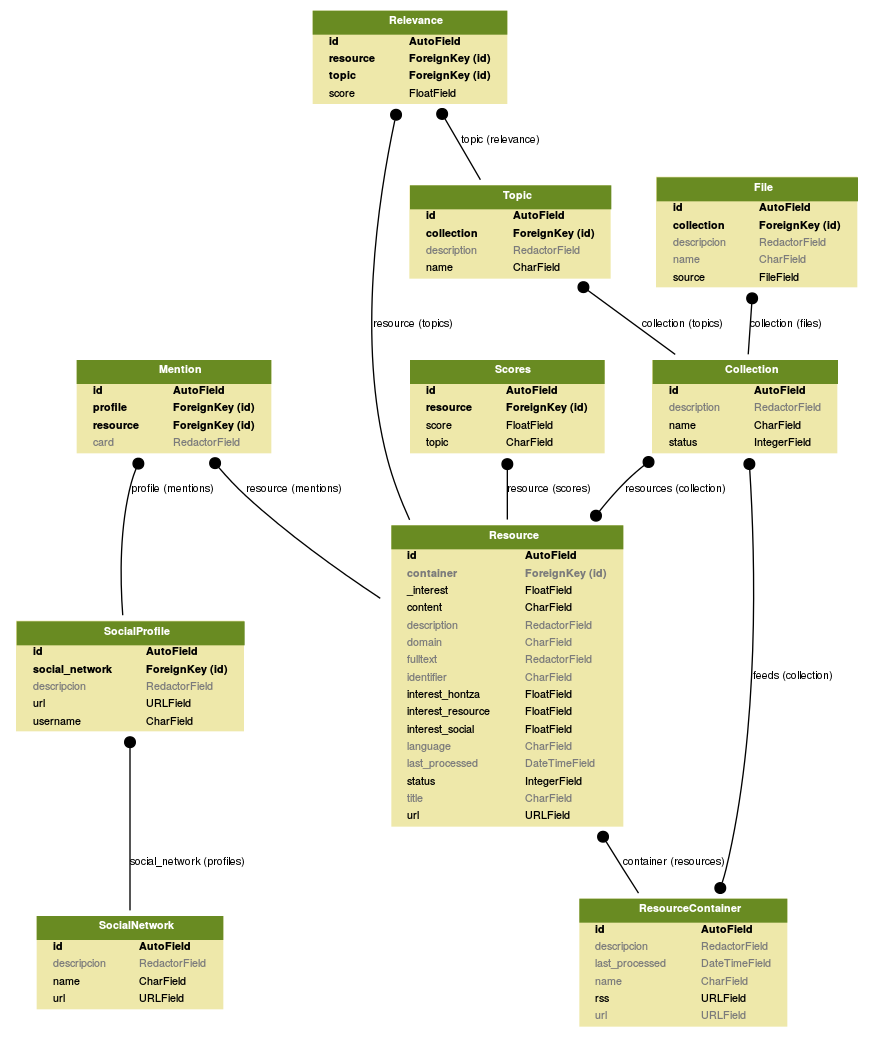 Relevance
id AutoField
resource ForeignKey (id)
topic ForeignKey (id)
score FloatField
topic (relevance)
Topic
id AutoField
collection ForeignKey (id)
description RedactorField
name CharField
File
id AutoField
collection ForeignKey (id)
descripcion RedactorField
name CharField
source FileField
resource (topics)
collection (topics)
collection (files)
Mention
id AutoField
profile ForeignKey (id)
resource ForeignKey (id)
card RedactorField
Scores
id AutoField
resource ForeignKey (id)
score FloatField
topic CharField
Collection
id AutoField
description RedactorField
name CharField
status IntegerField
profile (mentions)
resource (mentions)
resource (scores)
resources (collection)
Resource
id AutoField
container ForeignKey (id)
_interest FloatField
content CharField
description RedactorField
domain CharField
fulltext RedactorField
identifier CharField
interest_hontza FloatField
interest_resource FloatField
interest_social FloatField
language CharField
last_processed DateTimeField
status IntegerField
title CharField
url URLField
SocialProfile
id AutoField
social_network ForeignKey (id)
descripcion RedactorField
url URLField
username CharField
feeds (collection)
social_network (profiles)
container (resources)
SocialNetwork
id AutoField
descripcion RedactorField
name CharField
url URLField
ResourceContainer
id AutoField
descripcion RedactorField
last_processed DateTimeField
name CharField
rss URLField
url URLField